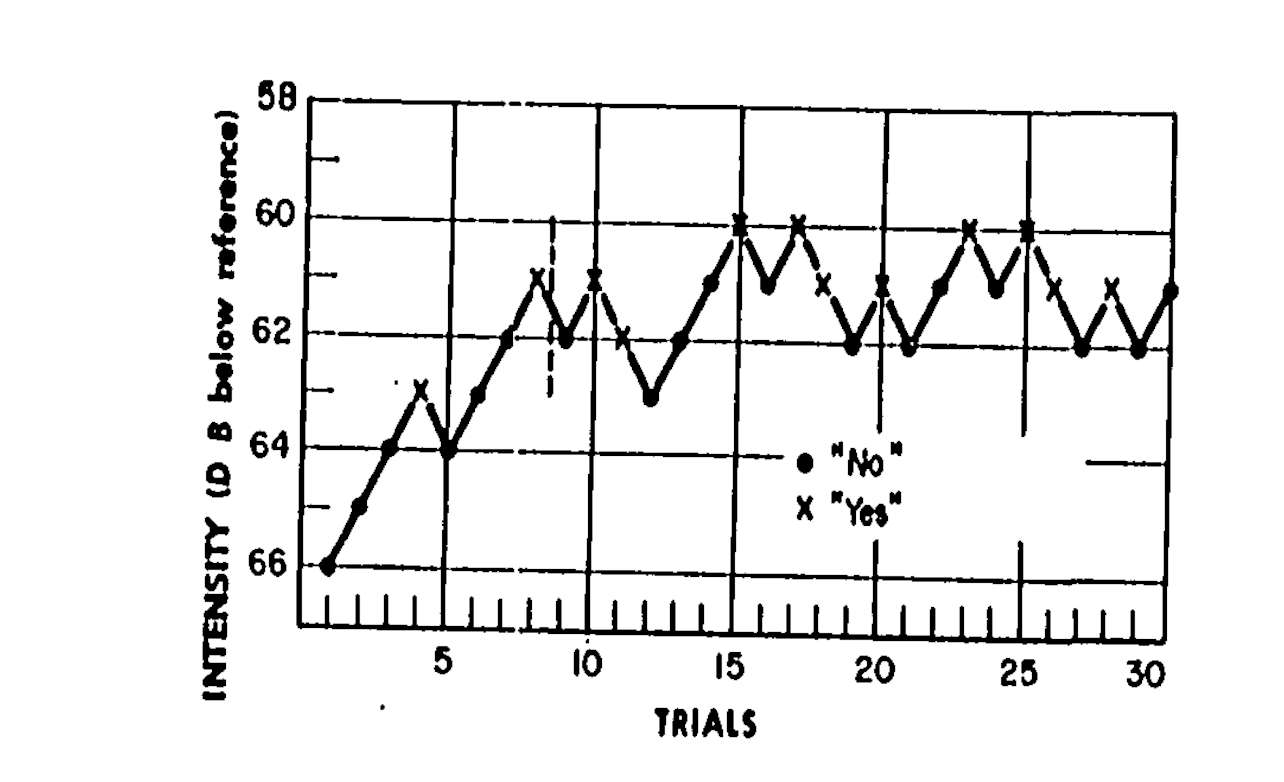 INTENSITY (D B below reference)
58
60
62
64
66
"No"
"Yes"
5 10 15 20 25 30
TRIALS